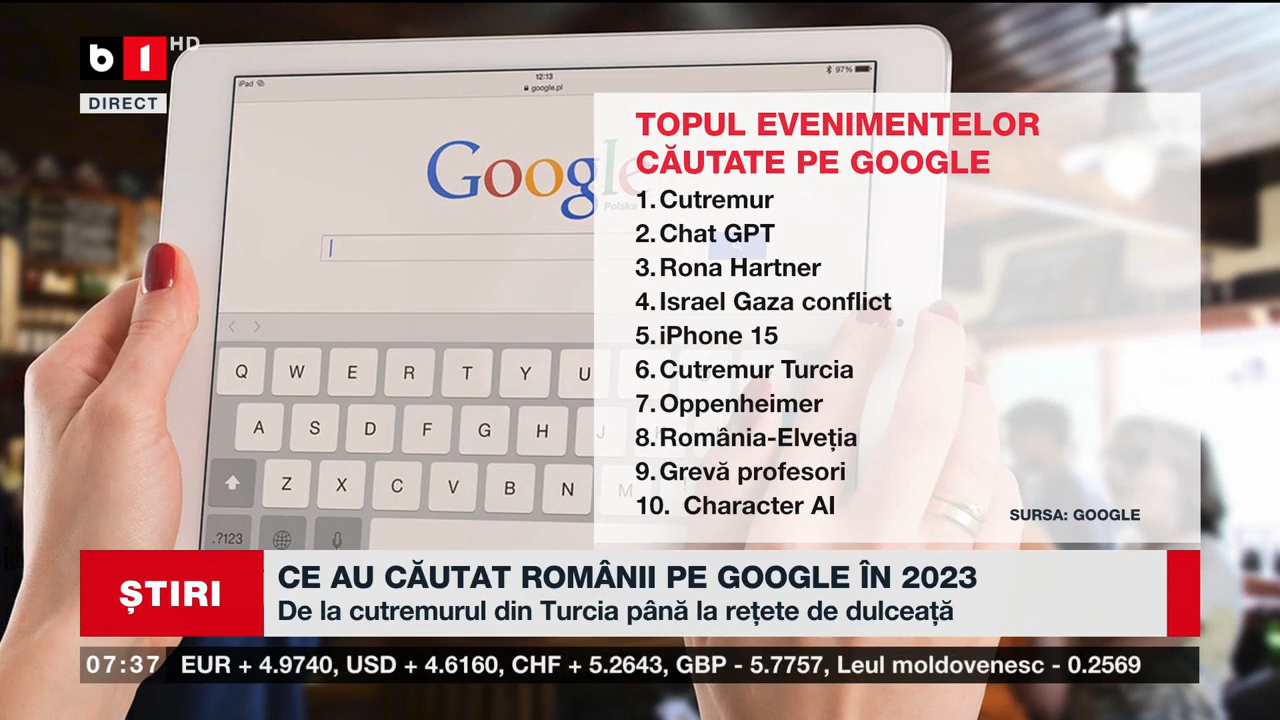 b1 HD
DIRECT
iPad
12:13
97%
google.pl
Google
Polska
TOPUL EVENIMENTELOR
CĂUTATE PE GOOGLE
1. Cutremur
2. Chat GPT
3. Rona Hartner
4. Israel Gaza conflict
5. iPhone 15
6. Cutremur Turcia
7. Oppenheimer
8. România-Elveția
9. Grevă profesori
10. Character AI
SURSA: GOOGLE
Q W E R T Y U
A S D F G H J
Z X C V B N M
.?123
ȘTIRI
CE AU CĂUTAT ROMÂNII PE GOOGLE ÎN 2023
De la cutremurul din Turcia până la rețete de dulceață
07:37 EUR + 4.9740, USD + 4.6160, CHF + 5.2643, GBP - 5.7757, Leul moldovenesc - 0.2569